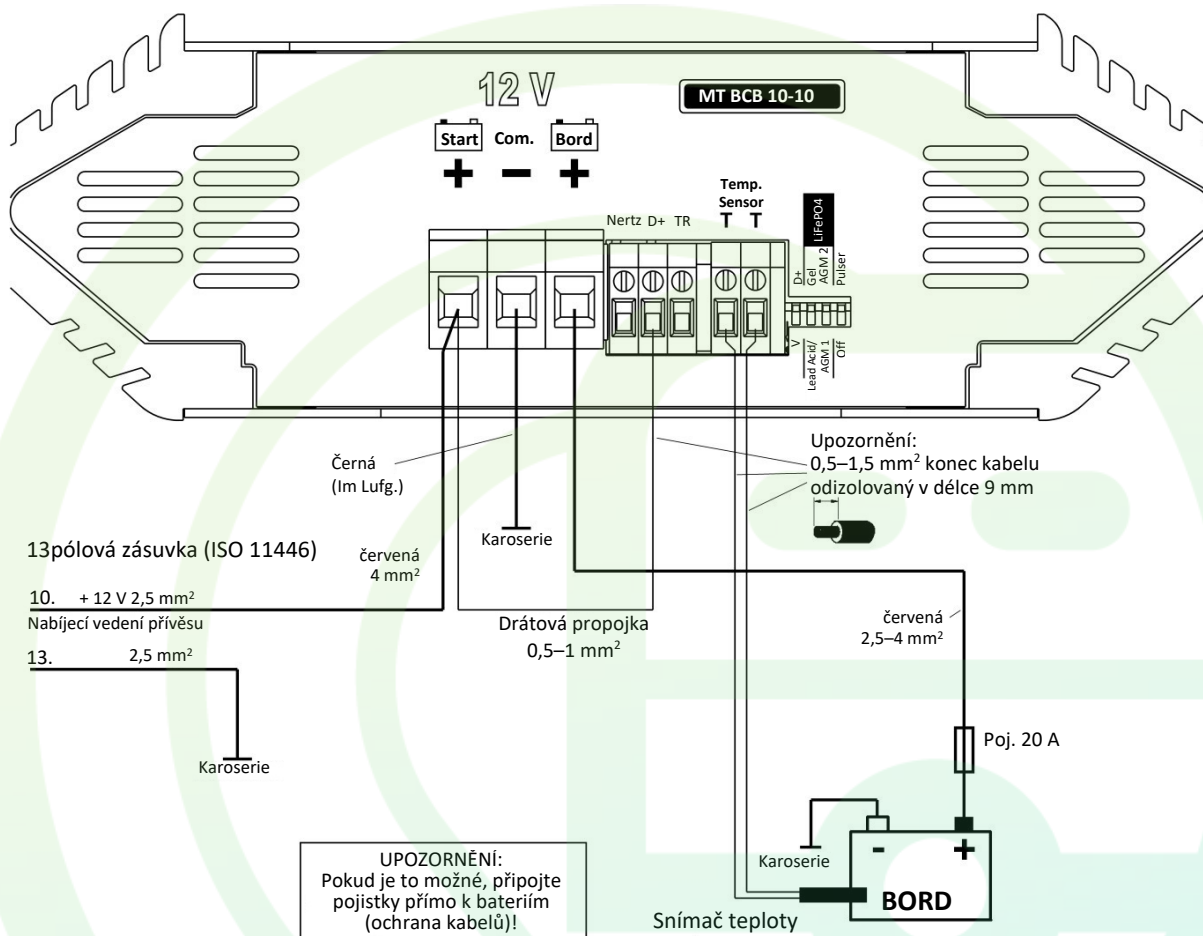 12 V
MT BCB 10-10
Start Com. Bord
+ – +
Temp.
Sensor
Nertz D+ TR T T
LiFePO4
D+
Gel
AGM 2
Pulser
V
Lead Acid/
AGM 1
Off
Upozornění:
0,5–1,5 mm² konec kabelu
odizolovaný v délce 9 mm
Černá
(Im Lufg.)
Karoserie
13pólová zásuvka (ISO 11446)
červená
4 mm²
10. + 12 V 2,5 mm²
Nabíjecí vedení přívěsu
Drátová propojka
0,5–1 mm²
červená
2,5–4 mm²
13. 2,5 mm²
Karoserie
Poj. 20 A
UPOZORNĚNÍ:
Pokud je to možné, připojte
pojistky přímo k bateriím
(ochrana kabelů)!
Karoserie
- +
BORD
Snímač teploty